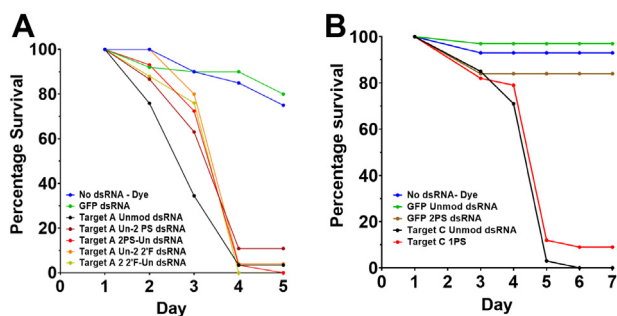 A
Percentage Survival
100
80
60
40
20
0
No dsRNA - Dye
GFP dsRNA
Target A Unmod dsRNA
Target A Un-2 PS dsRNA
Target A 2PS-Un dsRNA
Target A Un-2 2'F dsRNA
Target A 2 2'F-Un dsRNA
0 1 2 3 4 5
Day
B
Percentage survival
100
80
60
40
20
0
No dsRNA- Dye
GFP Unmod dsRNA
GFP 2PS dsRNA
Target C Unmod dsRNA
Target C 1PS
0 1 2 3 4 5 6 7
Day